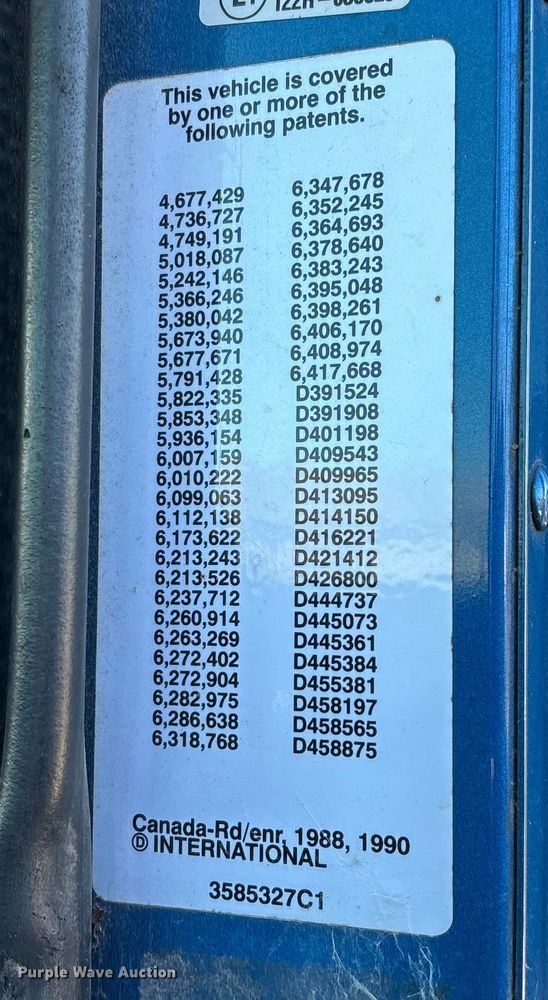 E1
This vehicle is covered
by one or more of the
following patents.
4,677,429
4,736,727
4,749,191
5,018,087
5,242,146
5,366,246
5,380,042
5,673,940
5,677,671
5,791,428
5,822,335
5,853,348
5,936,154
6,007,159
6,010,222
6,099,063
6,112,138
6,173,622
6,213,243
6,213,526
6,237,712
6,260,914
6,263,269
6,272,402
6,272,904
6,282,975
6,286,638
6,318,768
6,347,678
6,352,245
6,364,693
6,378,640
6,383,243
6,395,048
6,398,261
6,406,170
6,408,974
6,417,668
D391524
D391908
D401198
D409543
D409965
D413095
D414150
D416221
D421412
D426800
D444737
D445073
D445361
D445384
D455381
D458197
D458565
D458875
Canada-Rd/enr, 1988, 1990
Ⓓ INTERNATIONAL
3585327C1
Purple Wave Auction